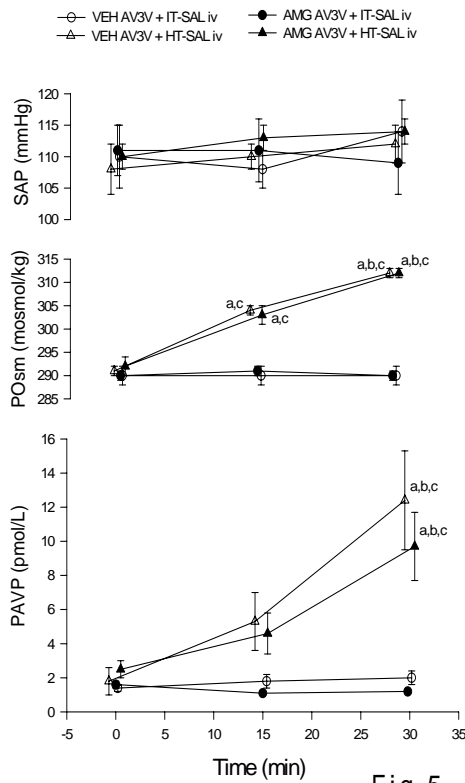 VEH AV3V + IT-SAL iv AMG AV3V + IT-SAL iv
VEH AV3V + HT-SAL iv AMG AV3V + HT-SAL iv
SAP (mmHg)
120
115
110
105
100
POsm (mosmol/kg)
315
310
305
300
295
290
285
a,c
a,c
a,b,c
a,b,c
PAVP (pmol/L)
16
14
12
10
8
6
4
2
0
a,b,c
a,b,c
-5 0 5 10 15 20 25 30 35
Time (min)